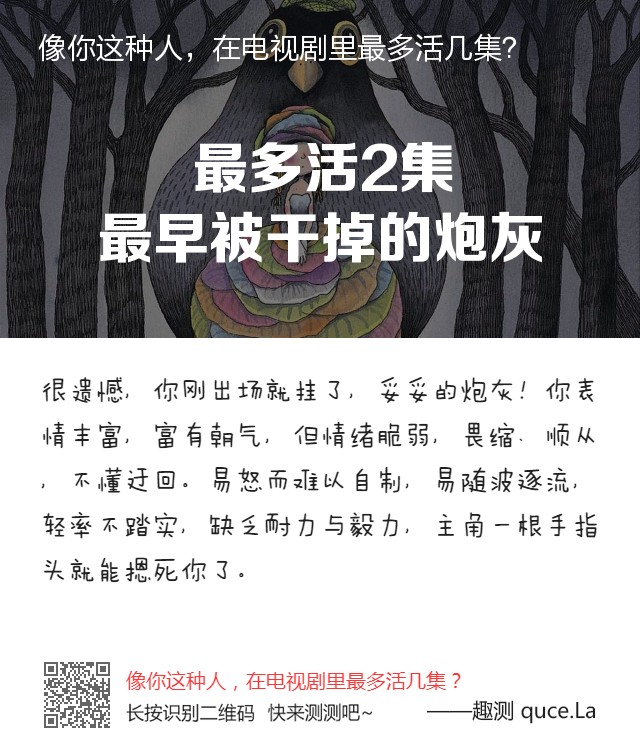 像你这种人，在电视剧里最多活几集？
最多活2集
最早被干掉的炮灰
很遗憾，你刚出场就挂了，妥妥的炮灰！你表
情丰富，富有朝气，但情绪脆弱，畏缩、顺从
，不懂迂回。易怒而难以自制，易随波逐流，
轻率不踏实，缺乏耐力与毅力，主角一根手指
头就能摁死你了。
像你这种人，在电视剧里最多活几集？
长按识别二维码 快来测测吧~ ——趣测 quce.La